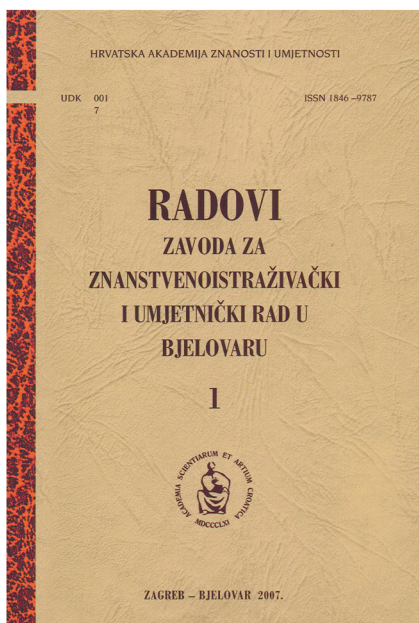 HRVATSKA AKADEMIJA ZNANOSTI I UMJETNOSTI
UDK 001
7
ISSN 1846 –9787
RADOVI
ZAVODA ZA
ZNANSTVENOISTRAŽIVAČKI
I UMJETNIČKI RAD U
BJELOVARU
1
ACADEMIA SCIENTIARUM ET ARTIUM CROATICA
MDCCCLXI
ZAGREB – BJELOVAR 2007.